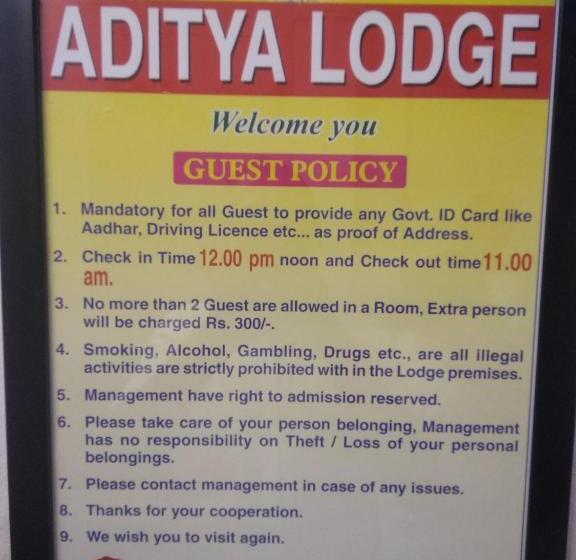 ADITYA LODGE
Welcome you
GUEST POLICY
1. Mandatory for all Guest to provide any Govt. ID Card like
Aadhar, Driving Licence etc... as proof of Address.
2. Check in Time 12.00 pm noon and Check out time 11.00
am.
3. No more than 2 Guest are allowed in a Room, Extra person
will be charged Rs. 300/-.
4. Smoking, Alcohol, Gambling, Drugs etc., are all illegal
activities are strictly prohibited with in the Lodge premises.
5. Management have right to admission reserved.
6. Please take care of your person belonging, Management
has no responsibility on Theft / Loss of your personal
belongings.
7. Please contact management in case of any issues.
8. Thanks for your cooperation.
9. We wish you to visit again.